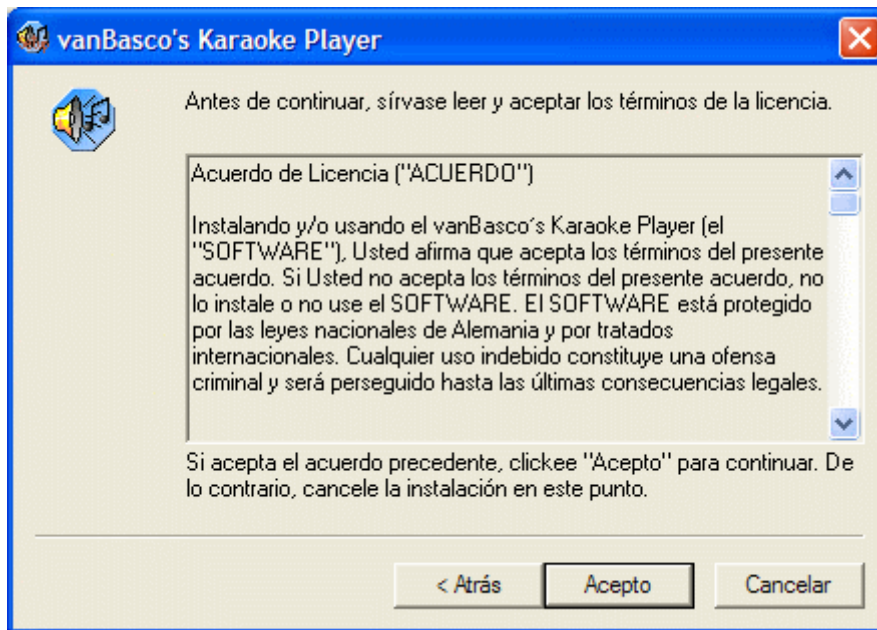 vanBasco's Karaoke Player
Antes de continuar, sírvase leer y aceptar los términos de la licencia.
Acuerdo de Licencia ("ACUERDO")
Instalando y/o usando el vanBasco´s Karaoke Player (el
"SOFTWARE"), Usted afirma que acepta los términos del presente
acuerdo. Si Usted no acepta los términos del presente acuerdo, no
lo instale o no use el SOFTWARE. El SOFTWARE está protegido
por las leyes nacionales de Alemania y por tratados
internacionales. Cualquier uso indebido constituye una ofensa
criminal y será perseguido hasta las últimas consecuencias legales.
Si acepta el acuerdo precedente, clickee "Acepto" para continuar. De
lo contrario, cancele la instalación en este punto.
< Atrás
Acepto
Cancelar